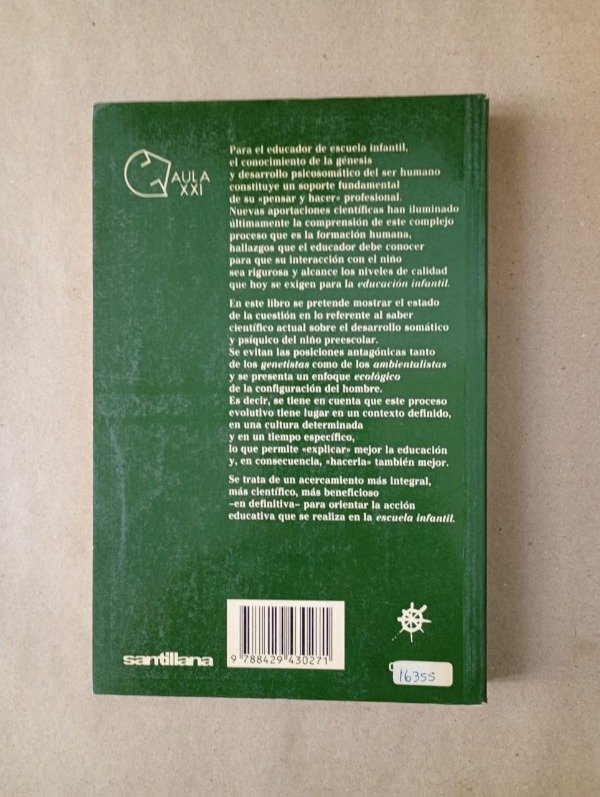 AULA
XXI
Para el educador de escuela infantil,
el conocimiento de la génesis
y desarrollo psicosomático del ser humano
constituye un soporte fundamental
de su «pensar y hacer» profesional.
Nuevas aportaciones científicas han iluminado
últimamente la comprensión de este complejo
proceso que es la formación humana,
hallazgos que el educador debe conocer
para que su interacción con el niño
sea rigurosa y alcance los niveles de calidad
que hoy se exigen para la educación infantil.
En este libro se pretende mostrar el estado
de la cuestión en lo referente al saber
científico actual sobre el desarrollo somático
y psíquico del niño preescolar.
Se evitan las posiciones antagónicas tanto
de los genetistas como de los ambientalistas
y se presenta un enfoque ecológico
de la configuración del hombre.
Es decir, se tiene en cuenta que este proceso
evolutivo tiene lugar en un contexto definido,
en una cultura determinada
y en un tiempo específico,
lo que permite «explicar» mejor la educación
y, en consecuencia, «hacerla» también mejor.
Se trata de un acercamiento más integral,
más científico, más beneficioso
–en definitiva– para orientar la acción
educativa que se realiza en la escuela infantil.
santillana
9 788429 430271
16355